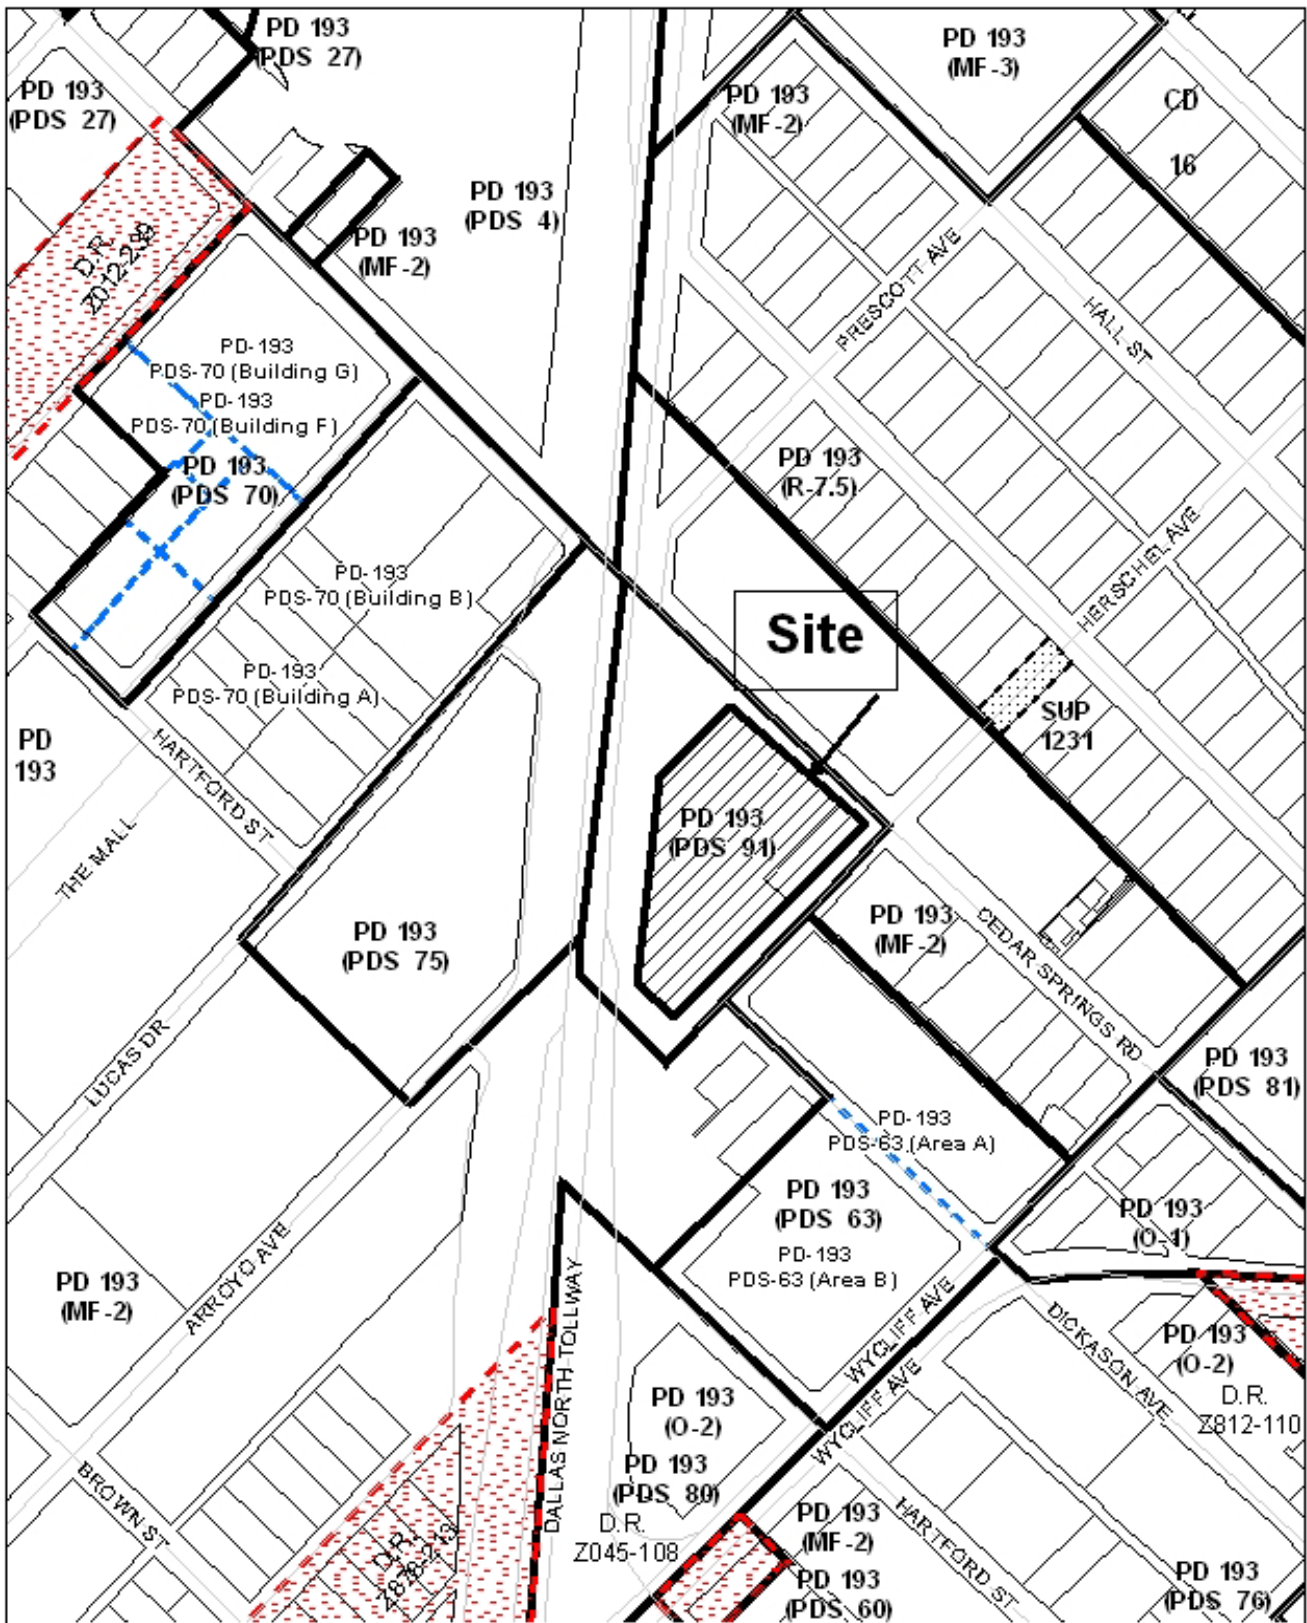 PD 193
(PDS 27)
PD 193
(PDS 27)
PD 193
(MF-3)
PD 193
(MF-2)
CD
16
PD 193
(PDS 4)
PD 193
(MF-2)
D.R.
Z012-239
PRESCOTT AVE
HALL ST
PD-193
PDS-70 (Building G)
PD-193
PDS-70 (Building F)
PD 193
(PDS 70)
PD 193
(R-7.5)
HERSCHEL AVE
PD-193
PDS-70 (Building B)
Site
PD-193
PDS-70 (Building A)
SUP
1231
PD
193
HARTFORD ST
THE MALL
PD 193
(PDS 91)
PD 193
(PDS 75)
PD 193
(MF-2)
CEDAR SPRINGS RD
LUCAS DR
PD 193
(PDS 81)
PD-193
PDS-63 (Area A)
PD 193
(PDS 63)
PD 193
(O-1)
PD-193
PDS-63 (Area B)
PD 193
(MF-2)
ARROYO AVE
DALLAS NORTH TOLLWAY
WYCLIFF AVE
WYCLIFF AVE
DICKASON AVE
PD 193
(O-2)
D.R.
Z812-110
PD 193
(O-2)
PD 193
(PDS 80)
D.R.
Z045-108
BROWN ST
D.R.
Z878-213
PD 193
(MF-2)
HARTFORD ST
PD 193
(PDS 60)
PD 193
(PDS 76)